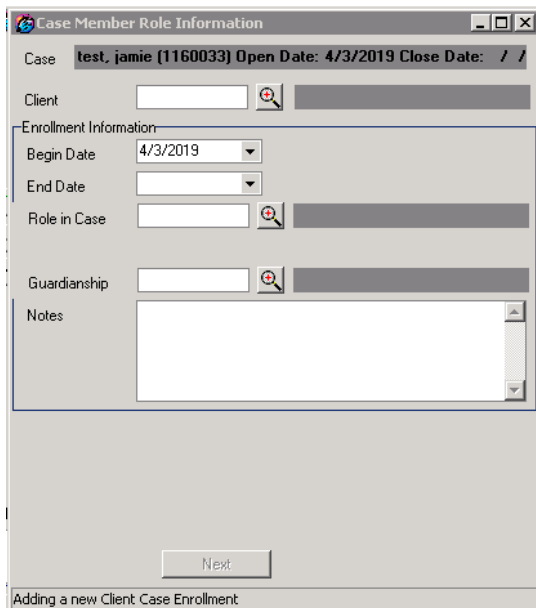 Case Member Role Information
Case test, jamie (1160033) Open Date: 4/3/2019 Close Date: / /
Client
Enrollment Information
Begin Date 4/3/2019
End Date
Role in Case
Guardianship
Notes
Next
Adding a new Client Case Enrollment